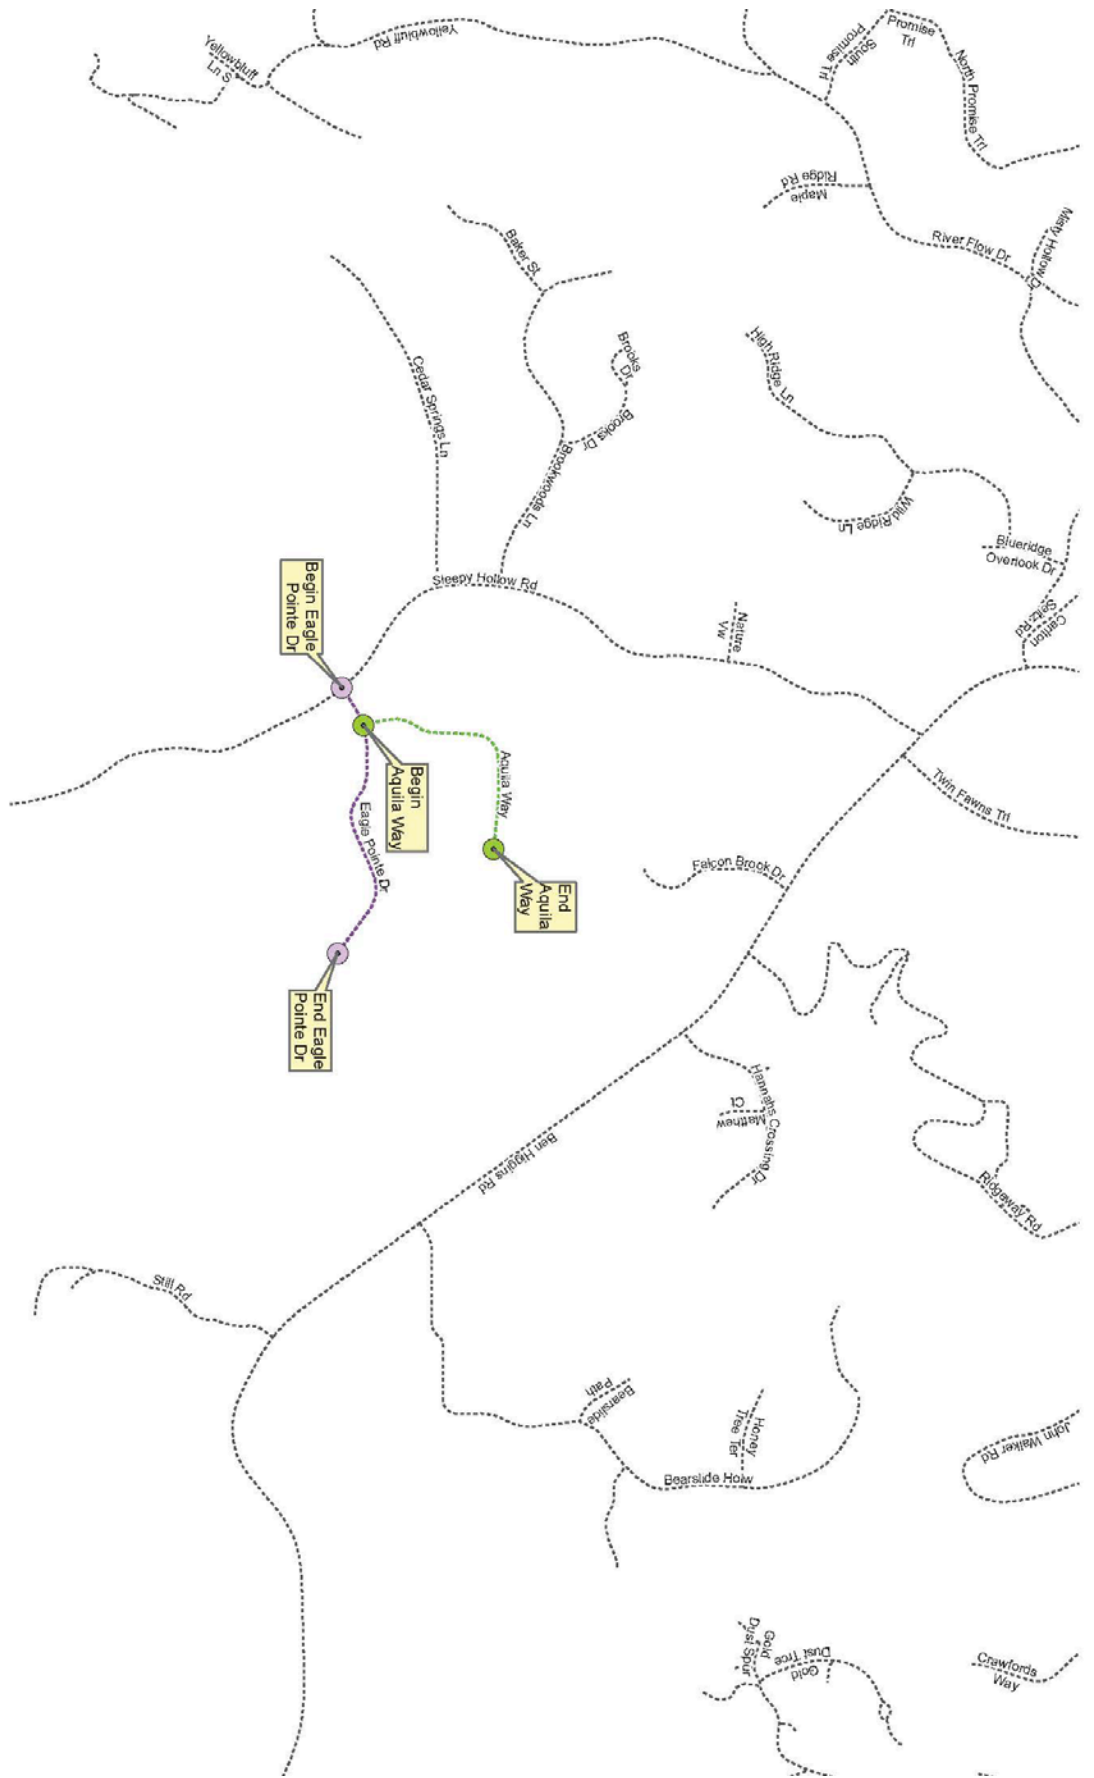 Yellowbluff Rd
Yellowbluff
Ln S
South
Promise Trl
Promise
Trl
North Promise Trl
Maple
Ridge Rd
River Flow Dr
Misty Hollow Dr
Baker St
Cedar Springs Ln
Brooks
Dr
Brooks Dr
Brookwoods Ln
High Ridge Ln
Wild Ridge Ln
Blueridge
Overlook Dr
Carlton
Seitz Rd
Sleepy Hollow Rd
Nature
Vw
Begin Eagle
Pointe Dr
Begin
Aquila Way
Aquila Way
Eagle Pointe Dr
End
Aquila
Way
End Eagle
Pointe Dr
Twin Fawns Trl
Falcon Brook Dr
Hannahs Crossing Dr
Matthew
Ct
Ridgeway Rd
Ben Higgins Rd
Still Rd
Bearslide
Path
Honey
Tree Ter
Bearslide Holw
John Walker Rd
Gold
Dust Spur
Gold
Dust Trce
Crawfords
Way